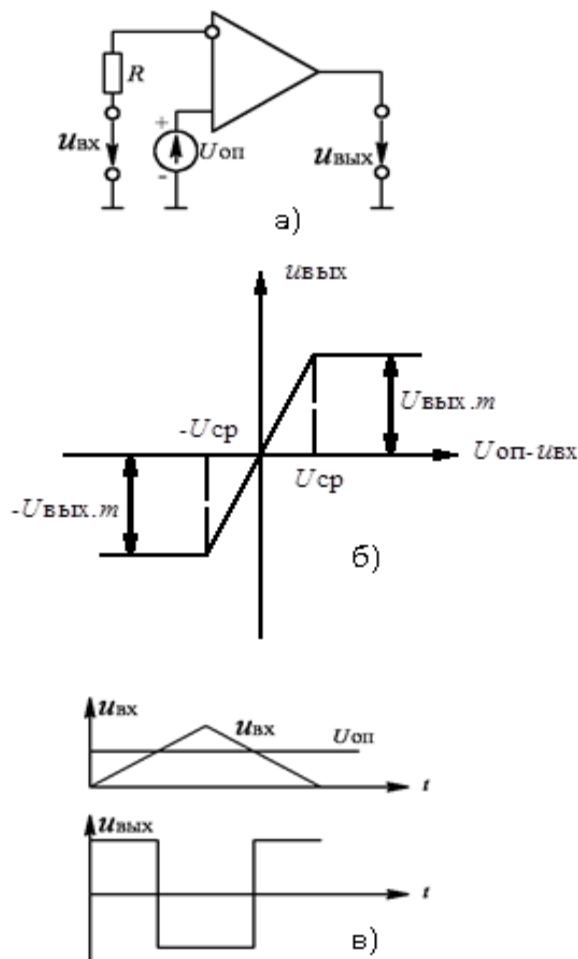 R
+
uвх
Uоп
-
uвых
а)
uвых
Uвых.m
-Uср
Uоп-uвх
Uср
-Uвых.m
б)
uвх
uвх
Uоп
t
uвых
t
в)